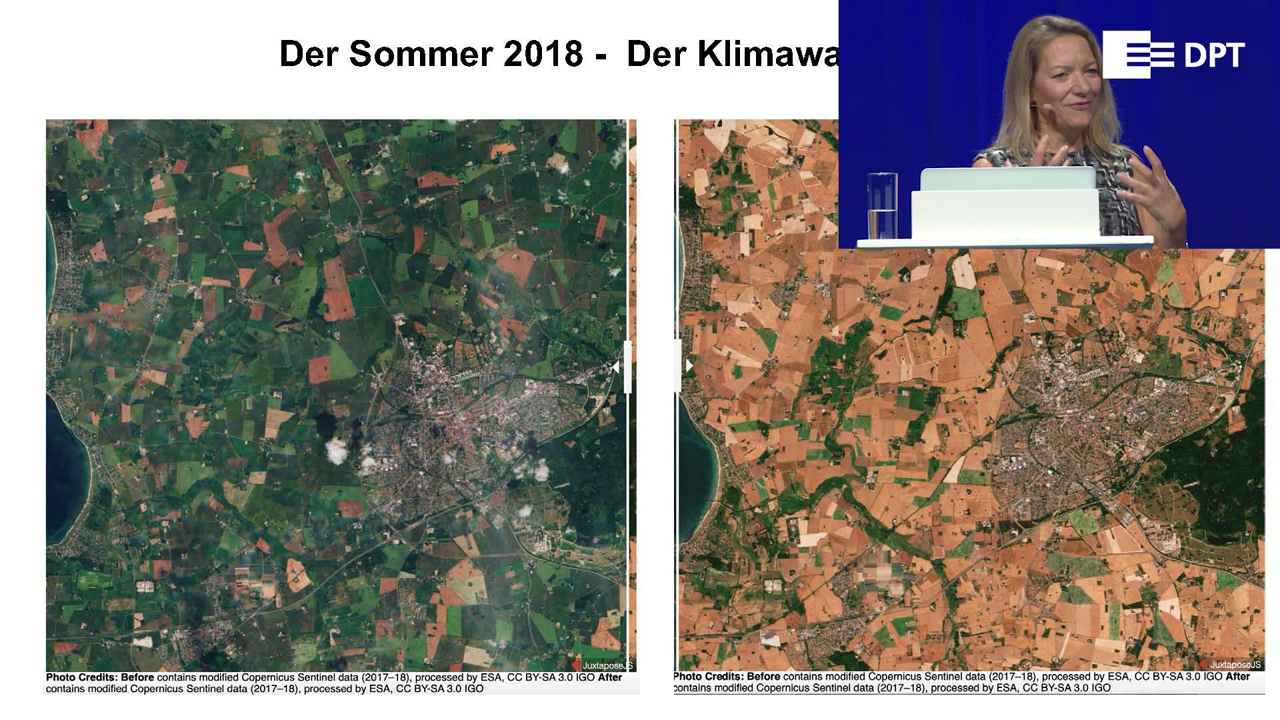 Der Sommer 2018 - Der Klimawa
DPT
JuxtaposeJS
JuxtaposeJS
Photo Credits: Before contains modified Copernicus Sentinel data (2017–18), processed by ESA, CC BY-SA 3.0 IGO After
contains modified Copernicus Sentinel data (2017–18), processed by ESA, CC BY-SA 3.0 IGO
Photo Credits: Before contains modified Copernicus Sentinel data (2017–18), processed by ESA, CC BY-SA 3.0 IGO After
contains modified Copernicus Sentinel data (2017–18), processed by ESA, CC BY-SA 3.0 IGO